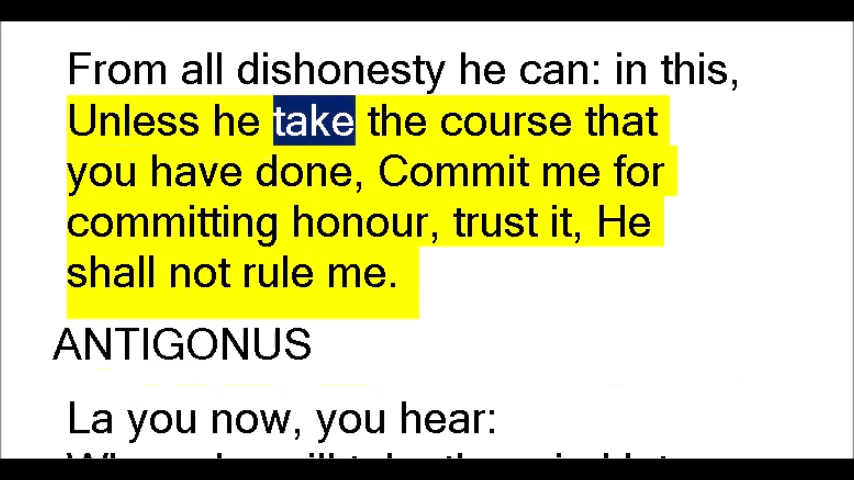 From all dishonesty he can: in this,
Unless he take the course that
you have done, Commit me for
committing honour, trust it, He
shall not rule me.
ANTIGONUS
La you now, you hear: